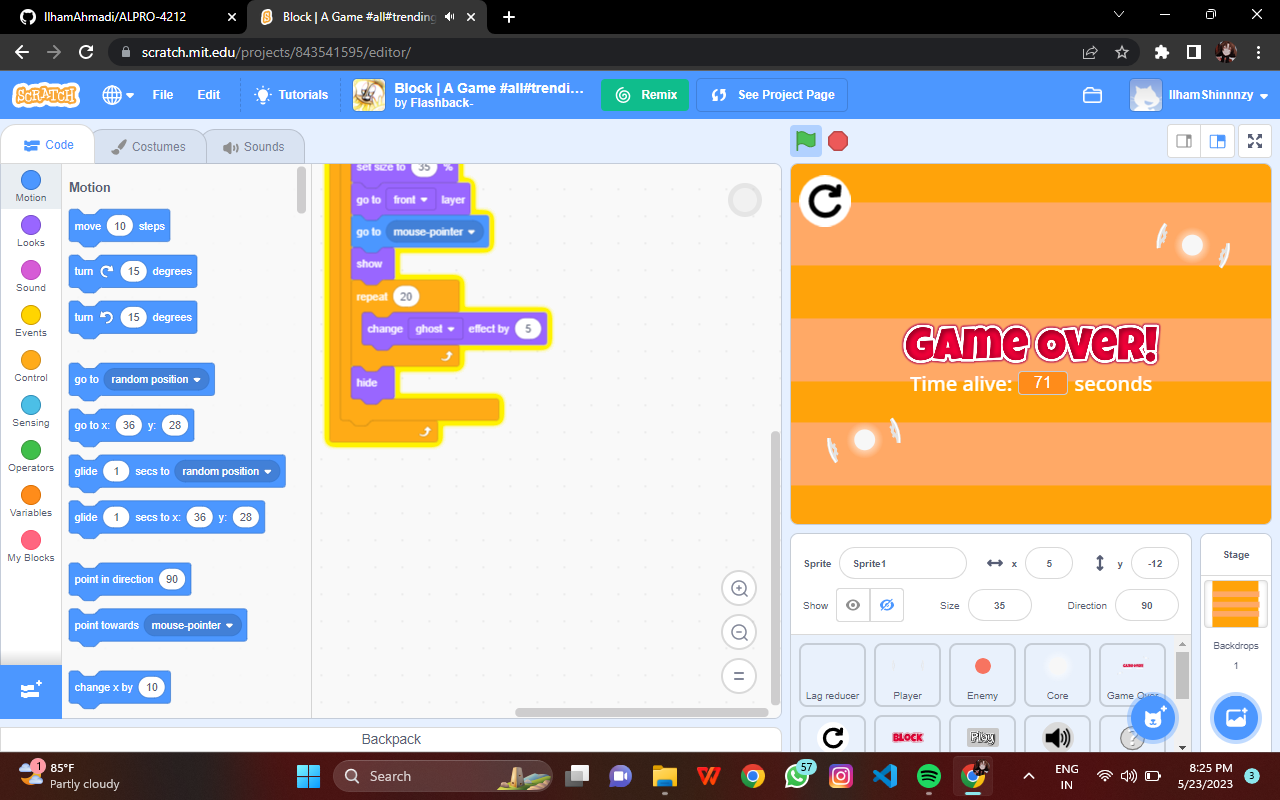 IlhamAhmadi/ALPRO-4212
Block | A Game #all#trending
scratch.mit.edu/projects/843541595/editor/
SCRATCH
File
Edit
Tutorials
Block | A Game #all#trendi...
by Flashback-
Remix
See Project Page
IlhamShinnnzy
Code
Costumes
Sounds
Motion
Looks
Sound
Events
Control
Sensing
Operators
Variables
My Blocks
Motion
move 10 steps
turn 15 degrees
turn 15 degrees
go to random position
go to x: 36 y: 28
glide 1 secs to random position
glide 1 secs to x: 36 y: 28
point in direction 90
point towards mouse-pointer
change x by 10
set size to 35 %
go to front layer
go to mouse-pointer
show
repeat 20
change ghost effect by 5
hide
Backpack
GAME OVER!
Time alive: 71 seconds
Sprite Sprite1 x 5 y -12
Show Size 35 Direction 90
Lag reducer
Player
Enemy
Core
Game Over
BLOCK
Play
?
Stage
Backdrops
1
1
85°F
Partly cloudy
Search
57
ENG
IN
8:25 PM
5/23/2023
3